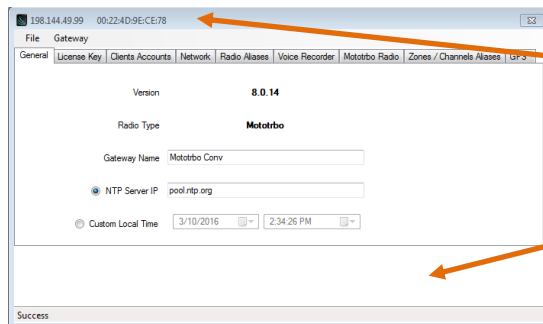 198.144.49.99 00:22:4D:9E:CE:78
File Gateway
General License Key Clients Accounts Network Radio Aliases Voice Recorder Mototrbo Radio Zones / Channels Aliases GPS
Version 8.0.14
Radio Type Mototrbo
Gateway Name Mototrbo Conv
NTP Server IP pool.ntp.org
Custom Local Time 3/10/2016 2:34:26 PM
Success